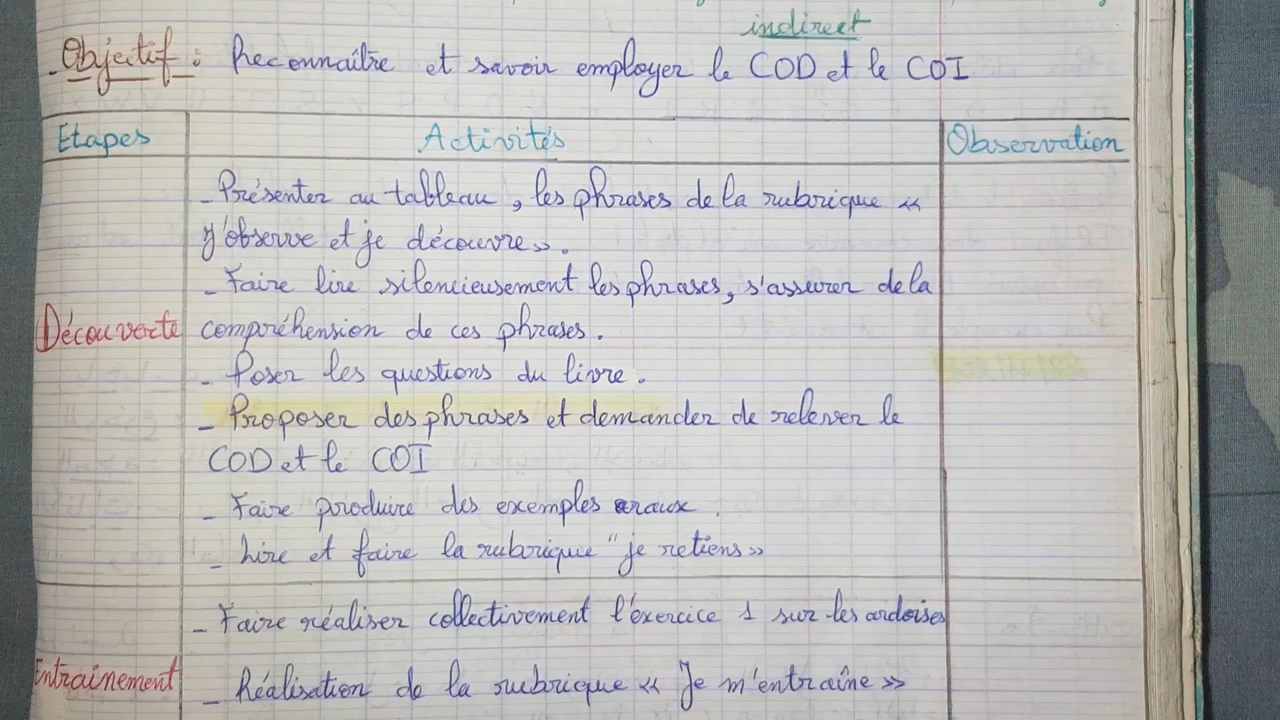 indirect
Objectif : Reconnaître et savoir employer le COD et le COI
Etapes Activités Observation
- Présenter au tableau, les phrases de la rubrique «
J'observe et je découvre».
- Faire lire silencieusement les phrases, s'assurer de la
Découverte compréhension de ces phrases.
- Poser les questions du livre.
- Proposer des phrases et demander de relever le
COD et le COI
- Faire produire des exemples oraux.
- Lire et faire la rubrique "je retiens»
- Faire réaliser collectivement l'exercice 1 sur les ardoises
Entrainement - Réalisation de la rubrique « Je m'entraîne »